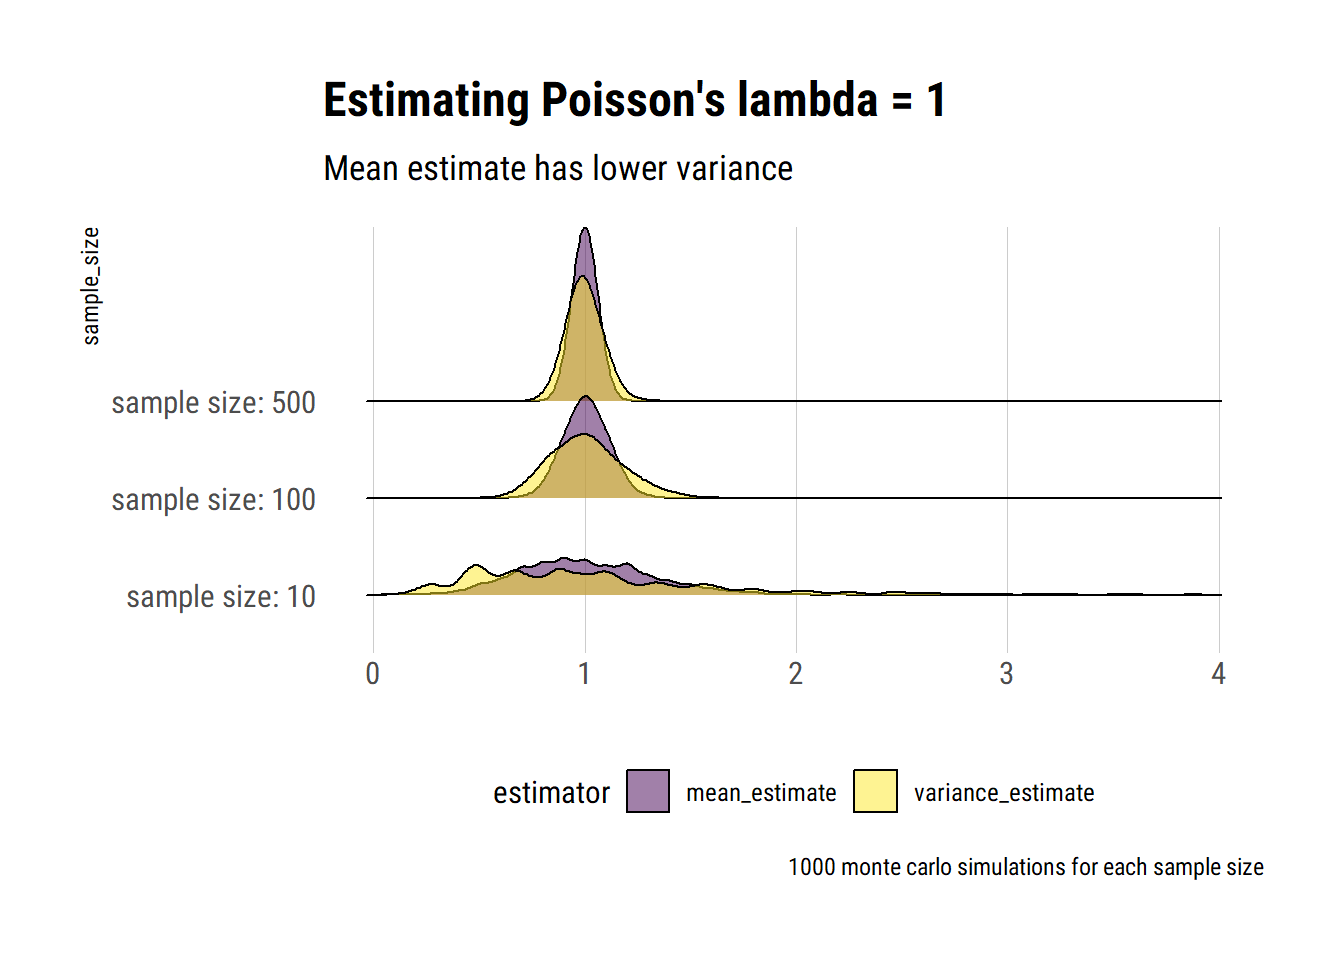 Estimating Poisson's lambda = 1
Mean estimate has lower variance
sample_size
sample size: 500
sample size: 100
sample size: 10
0 1 2 3 4
estimator mean_estimate variance_estimate
1000 monte carlo simulations for each sample size